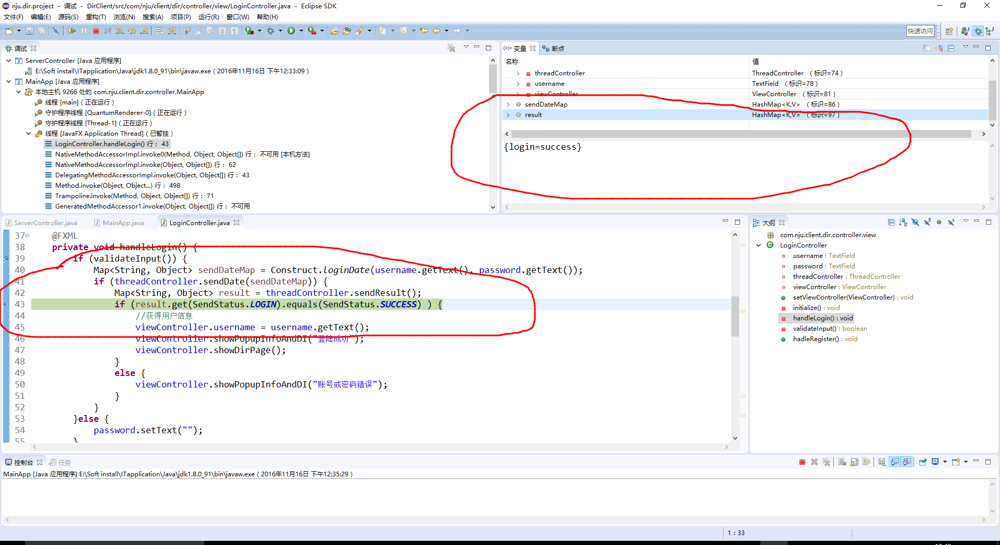 nju.dir.project - 调试 - DirClient/src/com/nju/client/dir/controller/view/LoginController.java - Eclipse SDK
文件(F) 编辑(E) 源码(S) 重构(T) 浏览(N) 搜索(A) 项目(P) 运行(R) 窗口(W) 帮助(H)
快速访问
调试
ServerController [Java 应用程序]
E:\Soft install\ITapplication\Java\jdk1.8.0_91\bin\javaw.exe ( 2016年11月16日 下午12:33:09 )
MainApp [Java 应用程序]
本地主机 9266 处的 com.nju.client.dir.controller.MainApp
线程 [main] ( 正在运行 )
守护程序线程 [QuantumRenderer-0] ( 正在运行 )
守护程序线程 [Thread-1] ( 正在运行 )
线程 [JavaFX Application Thread] ( 已暂挂 )
LoginController.handleLogin() 行： 43
NativeMethodAccessorImpl.invoke0(Method, Object, Object[]) 行： 不可用 [本机方法]
NativeMethodAccessorImpl.invoke(Object, Object[]) 行： 62
DelegatingMethodAccessorImpl.invoke(Object, Object[]) 行： 43
Method.invoke(Object, Object...) 行： 498
Trampoline.invoke(Method, Object, Object[]) 行： 71
GeneratedMethodAccessor1.invoke(Object, Object[]) 行： 不可用
(x)= 变量 断点
名称 值
threadController ThreadController ( 标识=74 )
username TextField ( 标识=78 )
viewController ViewController ( 标识=81 )
sendDateMap HashMap<K,V> ( 标识=86 )
result HashMap<K,V> ( 标识=97 )
{login=success}
ServerController.java MainApp.java LoginController.java
37 @FXML
38 private void handleLogin() {
39 if (validateInput()) {
40 Map<String, Object> sendDateMap = Construct.loginDate(username.getText(), password.getText());
41 if (threadController.sendDate(sendDateMap)) {
42 Map<String, Object> result = threadController.sendResult();
43 if (result.get(SendStatus.LOGIN).equals(SendStatus.SUCCESS) ) {
44 //获得用户信息
45 viewController.username = username.getText();
46 viewController.showPopupInfoAndDI("登陆成功");
47 viewController.showDirPage();
48 }
49 else {
50 viewController.showPopupInfoAndDI("账号或密码错误");
51 }
52 }
53 }else {
54 password.setText("");
55 }
大纲
com.nju.client.dir.controller.view
LoginController
username : TextField
password : TextField
threadController : ThreadController
viewController : ViewController
setViewController(ViewController) : void
initialize() : void
handleLogin() : void
validateInput() : boolean
hadleRegister() : void
控制台 任务
MainApp [Java 应用程序] E:\Soft install\ITapplication\Java\jdk1.8.0_91\bin\javaw.exe ( 2016年11月16日 下午12:35:29 )
1 : 33